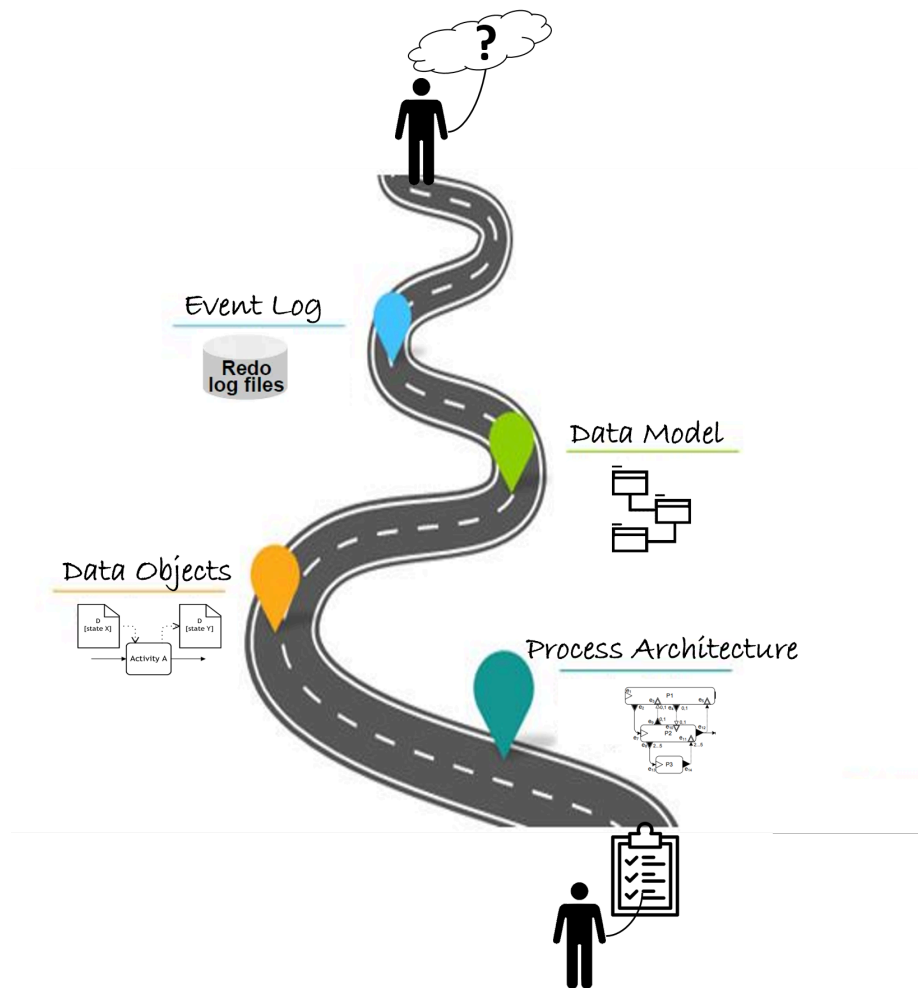 ?
Event Log
Redo
log files
Data Model
Data Objects
D
[state X]
D
[state Y]
Activity A
Process Architecture
P1
P2
P3